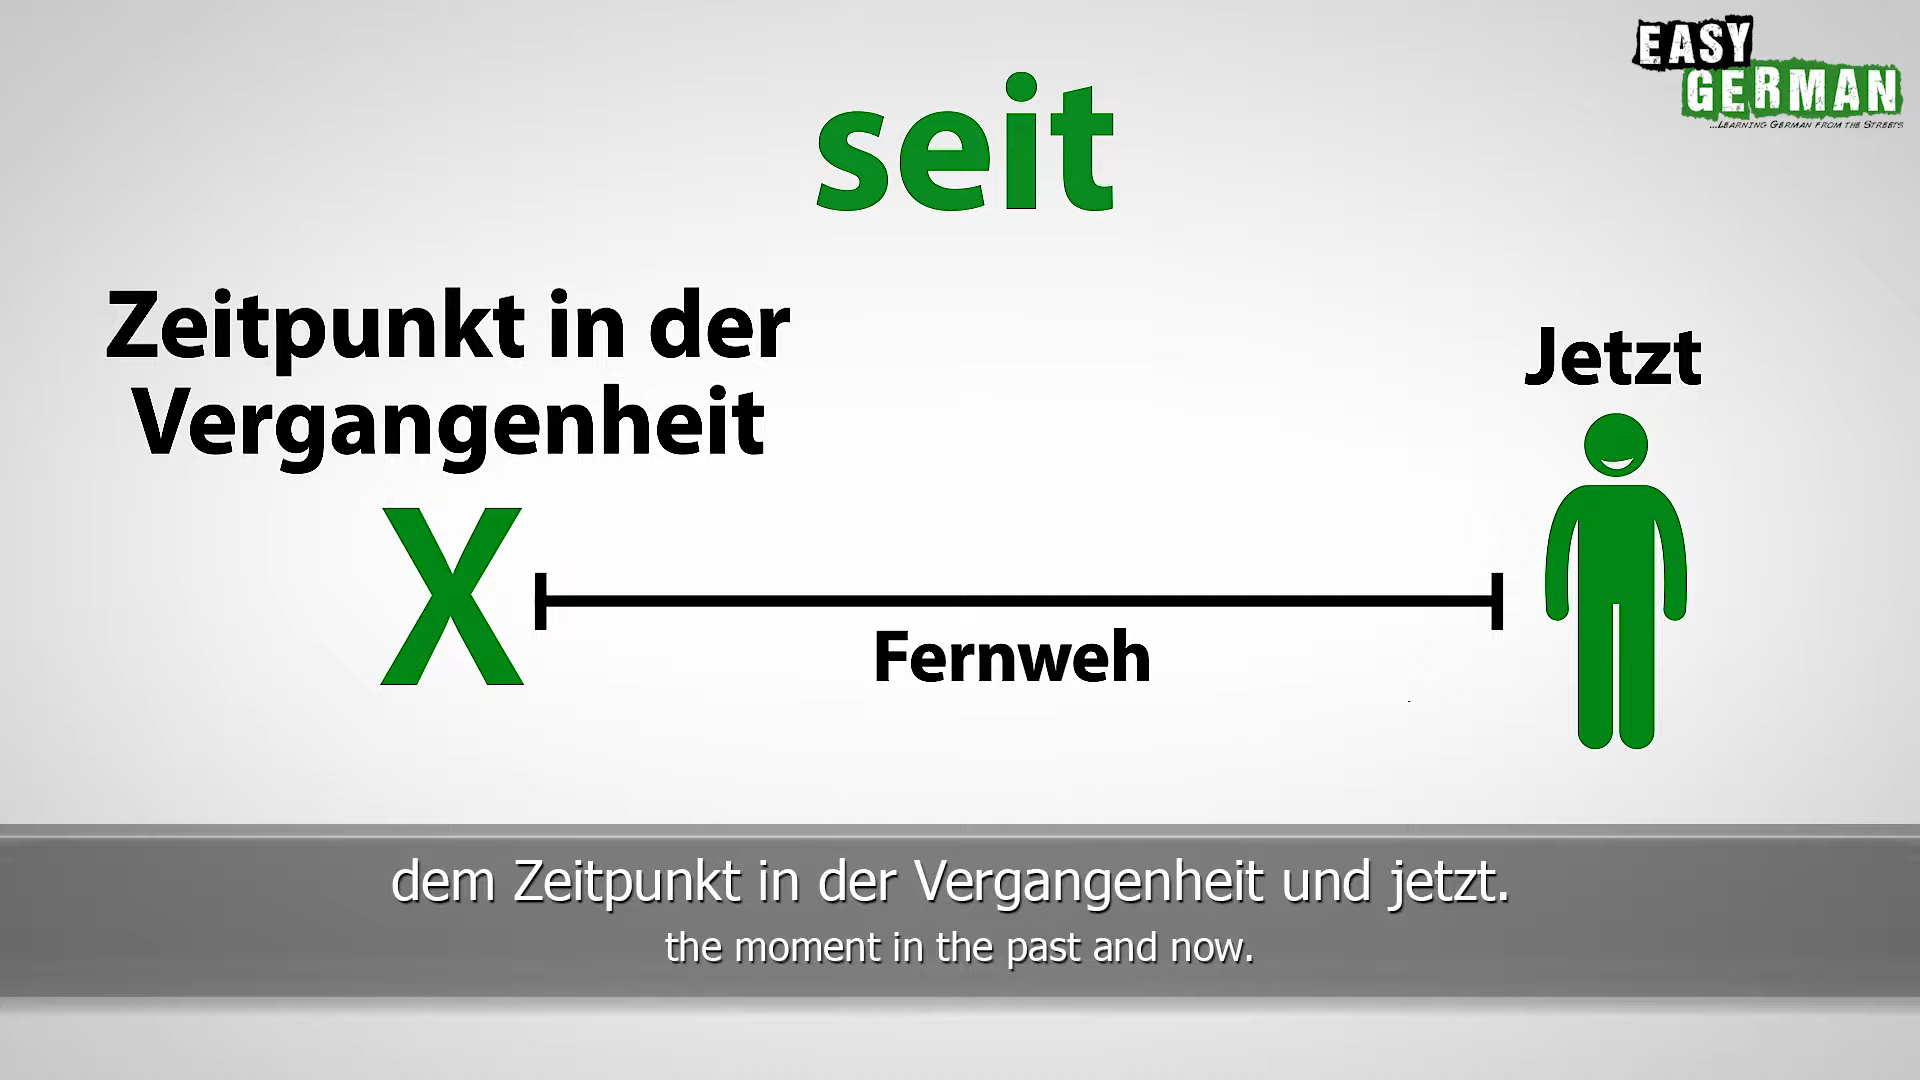 EASY
GERMAN
...LEARNING GERMAN FROM THE STREETS
seit
Zeitpunkt in der
Vergangenheit
Jetzt
X
Fernweh
dem Zeitpunkt in der Vergangenheit und jetzt.
the moment in the past and now.